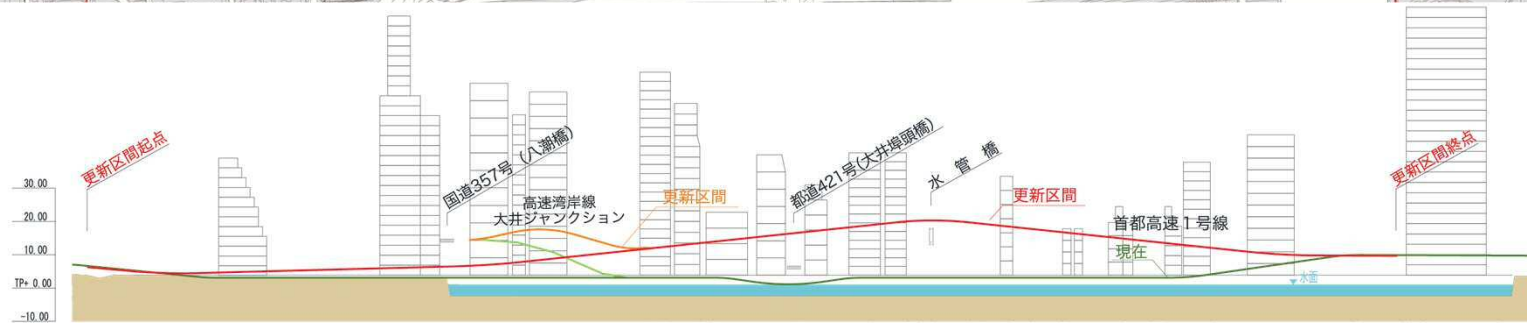 更新区間起点
国道357号（八潮橋）
高速湾岸線
大井ジャンクション
更新区間
都道421号(大井埠頭橋)
水管橋
更新区間
首都高速１号線
現在
更新区間終点
水面
30.00
20.00
10.00
TP+ 0.00
-10.00